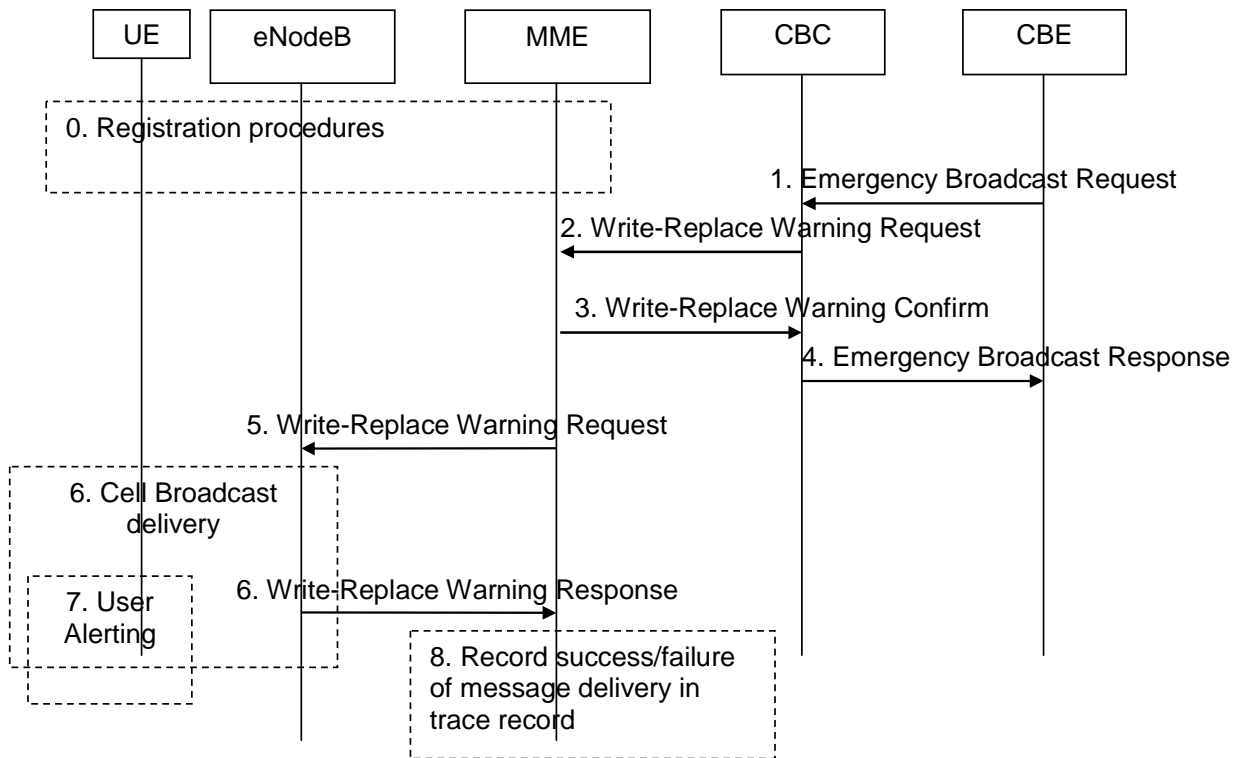 UE
eNodeB
MME
CBC
CBE
0. Registration procedures
1. Emergency Broadcast Request
2. Write-Replace Warning Request
3. Write-Replace Warning Confirm
4. Emergency Broadcast Response
5. Write-Replace Warning Request
6. Cell Broadcast
delivery
6. Write-Replace Warning Response
7. User
Alerting
8. Record success/failure
of message delivery in
trace record